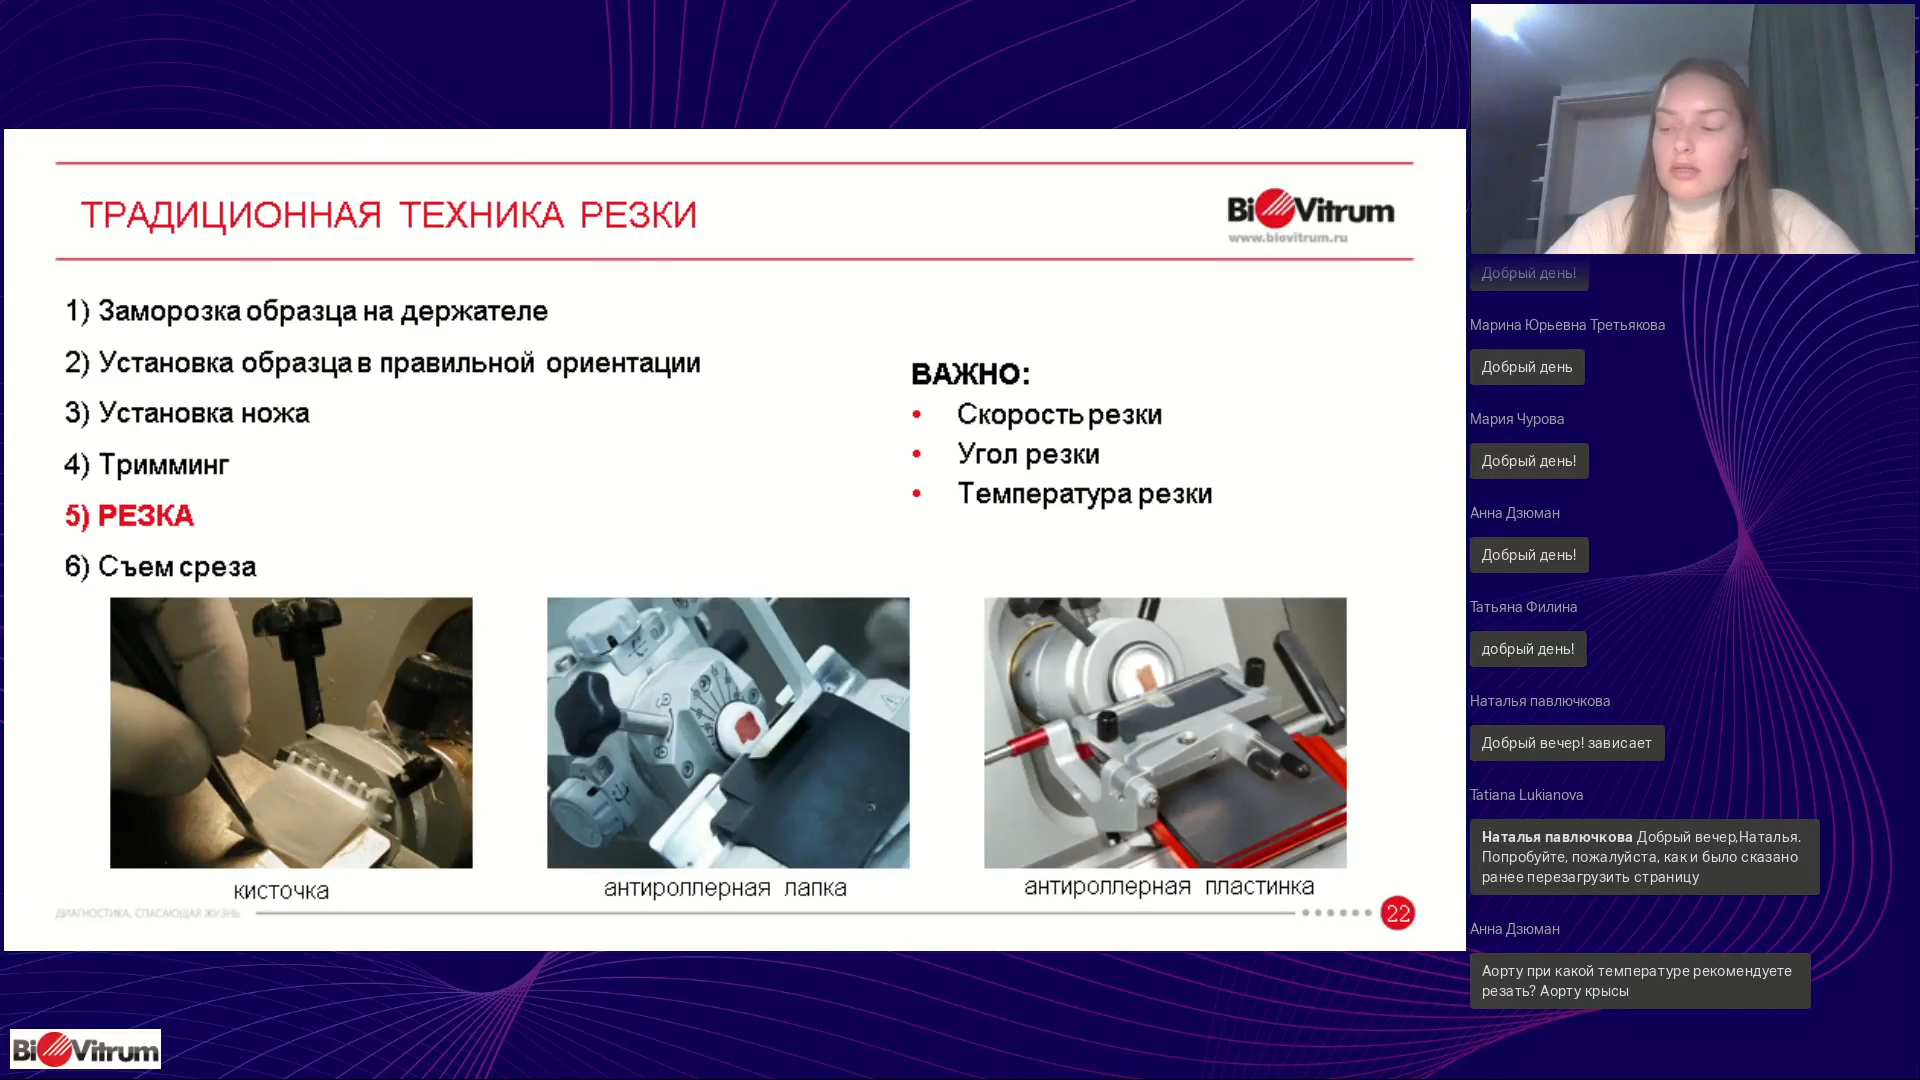 ТРАДИЦИОННАЯ ТЕХНИКА РЕЗКИ
BiOVitrum
www.biovitrum.ru
1) Заморозка образца на держателе
2) Установка образца в правильной ориентации
3) Установка ножа
4) Тримминг
5) РЕЗКА
6) Съем среза
ВАЖНО:
• Скорость резки
• Угол резки
• Температура резки
кисточка
антироллерная лапка
антироллерная пластинка
ДИАГНОСТИКА, СПАСАЮЩАЯ ЖИЗНЬ
22
BiOVitrum
Добрый день!
Марина Юрьевна Третьякова
Добрый день
Мария Чурова
Добрый день!
Анна Дзюман
Добрый день!
Татьяна Филина
добрый день!
Наталья павлючкова
Добрый вечер! зависает
Tatiana Lukianova
Наталья павлючкова Добрый вечер,Наталья.
Попробуйте, пожалуйста, как и было сказано
ранее перезагрузить страницу
Анна Дзюман
Аорту при какой температуре рекомендуете
резать? Аорту крысы